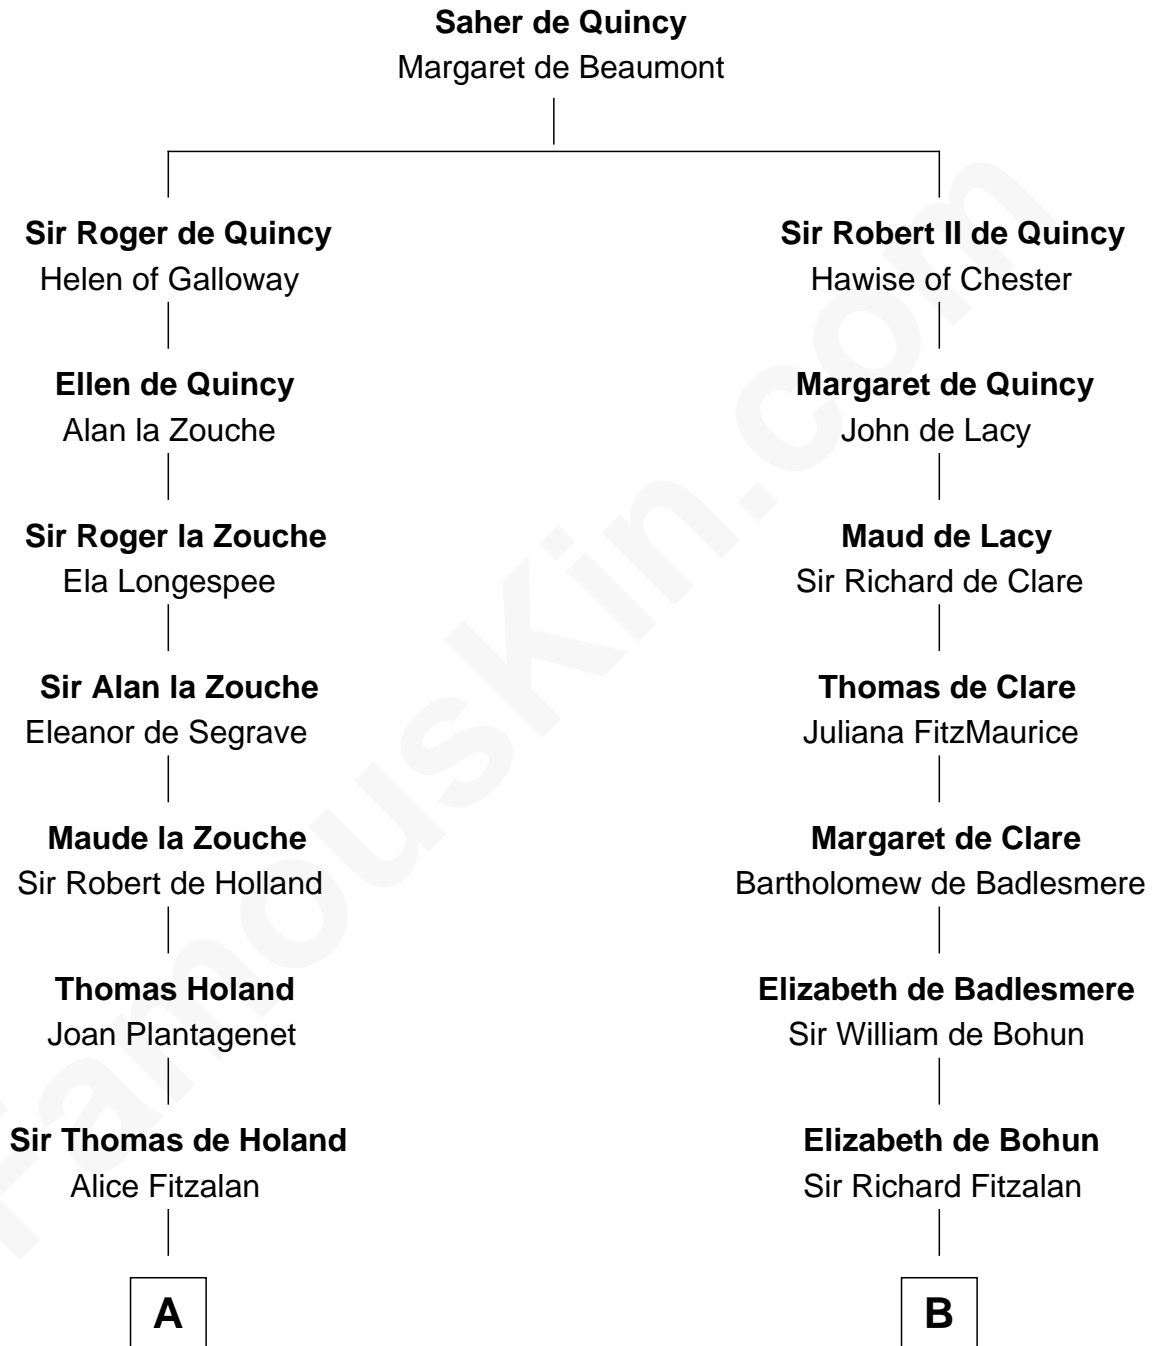 Saher de Quincy
Margaret de Beaumont
Sir Roger de Quincy
Helen of Galloway
Ellen de Quincy
Alan la Zouche
Sir Roger la Zouche
Ela Longespee
Sir Alan la Zouche
Eleanor de Segrave
Maude la Zouche
Sir Robert de Holland
Thomas Holand
Joan Plantagenet
Sir Thomas de Holand
Alice Fitzalan
A
Sir Robert II de Quincy
Hawise of Chester
Margaret de Quincy
John de Lacy
Maud de Lacy
Sir Richard de Clare
Thomas de Clare
Juliana FitzMaurice
Margaret de Clare
Bartholomew de Badlesmere
Elizabeth de Badlesmere
Sir William de Bohun
Elizabeth de Bohun
Sir Richard Fitzalan
B
FamousKin.com